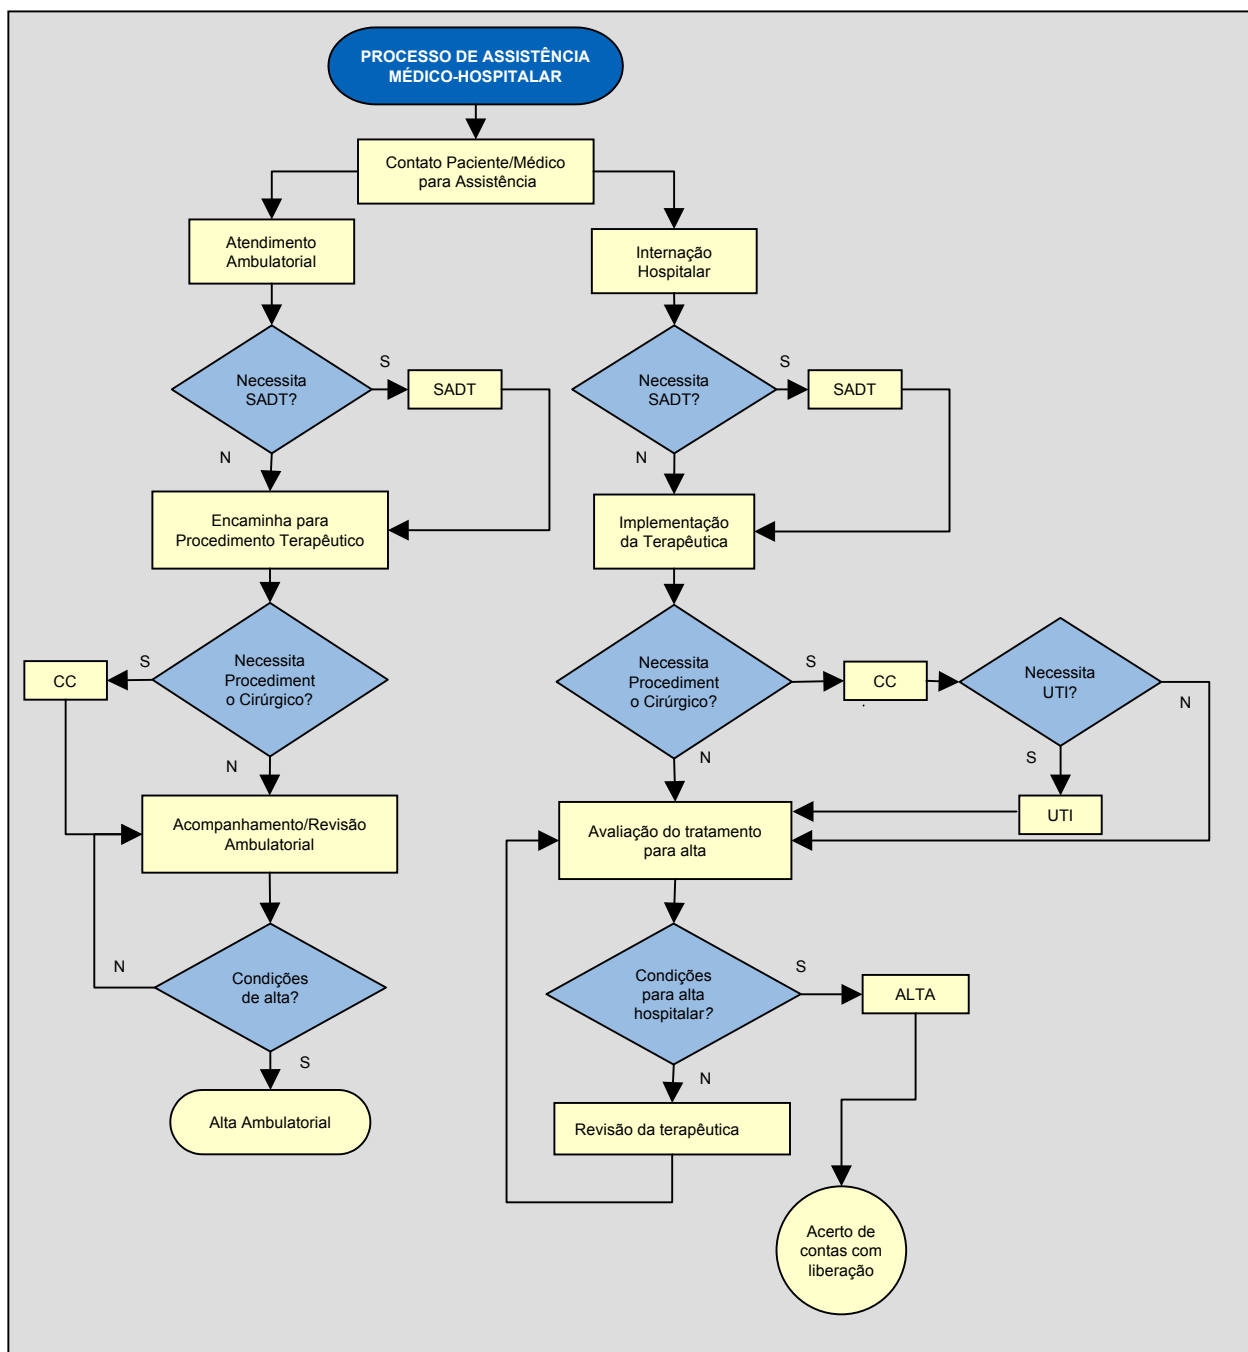 PROCESSO DE ASSISTÊNCIA
MÉDICO-HOSPITALAR
Contato Paciente/Médico
para Assistência
Atendimento
Ambulatorial
Internação
Hospitalar
Necessita
SADT?
S
SADT
N
Necessita
SADT?
S
SADT
N
Encaminha para
Procedimento Terapêutico
Implementação
da Terapêutica
Necessita
Procediment
o Cirúrgico?
S
CC
N
Necessita
Procediment
o Cirúrgico?
S
CC
N
Necessita
UTI?
N
S
UTI
Acompanhamento/Revisão
Ambulatorial
Avaliação do tratamento
para alta
Condições
de alta?
N
S
Condições
para alta
hospitalar?
S
ALTA
N
Alta Ambulatorial
Revisão da terapêutica
Acerto de
contas com
liberação